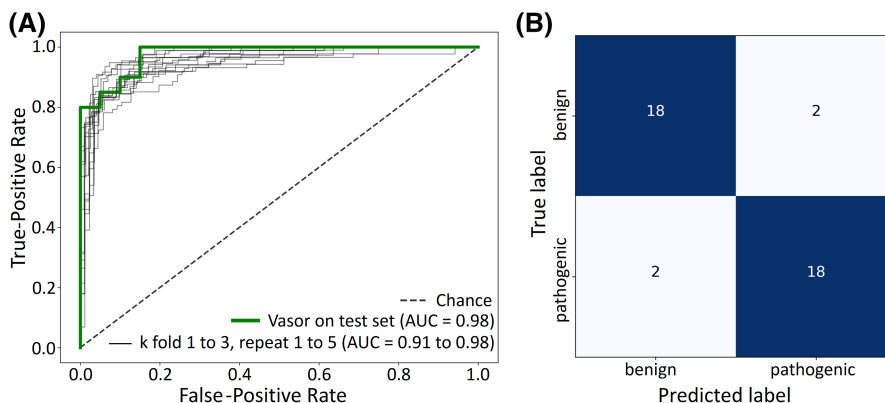 (A)
True-Positive Rate
1.0
0.8
0.6
0.4
0.2
0.0
Chance
Vasor on test set (AUC = 0.98)
k fold 1 to 3, repeat 1 to 5 (AUC = 0.91 to 0.98)
0.0 0.2 0.4 0.6 0.8 1.0
False-Positive Rate
(B)
True label
benign
18 2
pathogenic
2 18
benign pathogenic
Predicted label